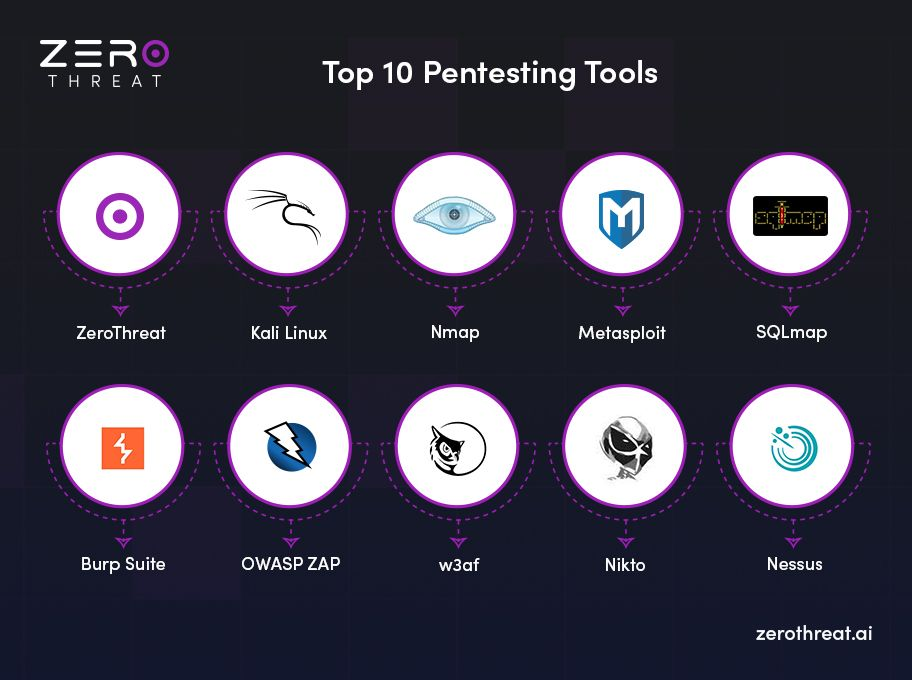 ZERO
THREAT
Top 10 Pentesting Tools
M
sqlmap
ZeroThreat
Kali Linux
Nmap
Metasploit
SQLmap
Burp Suite
OWASP ZAP
w3af
Nikto
Nessus
zerothreat.ai